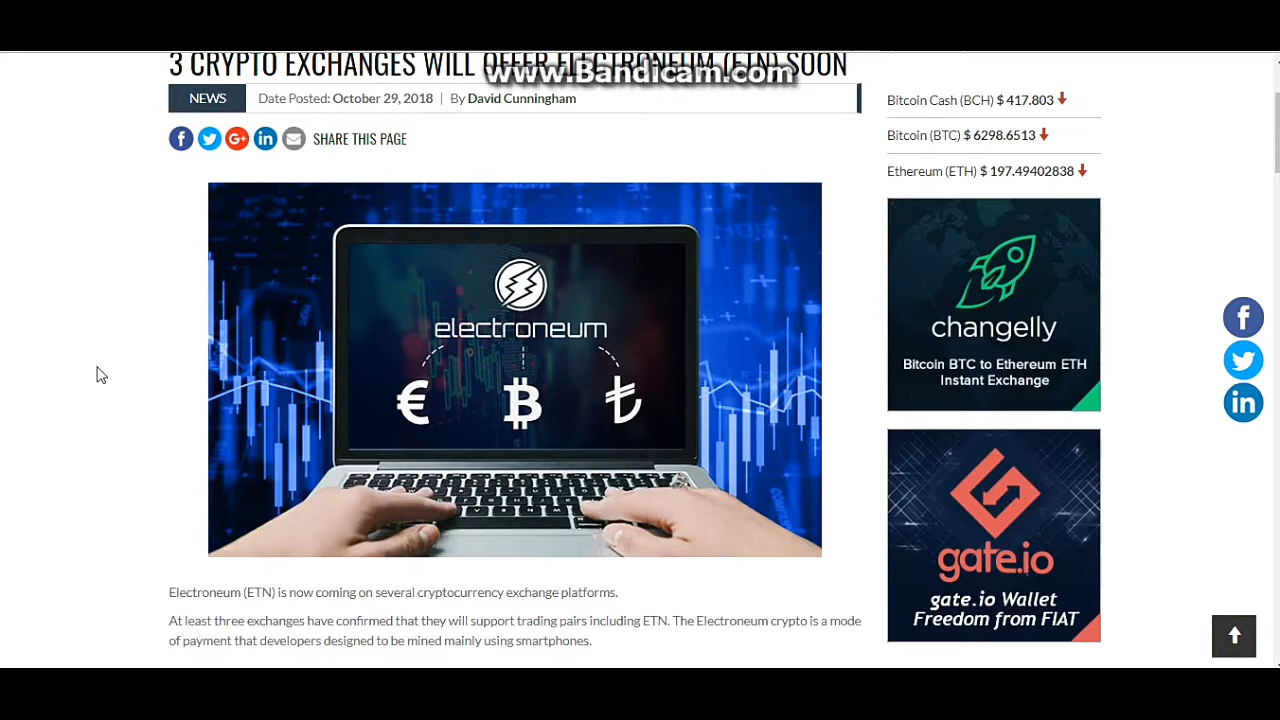 3 CRYPTO EXCHANGES WILL OFFER ELECTRONEUM (ETN) SOON
www.Bandicam.com
NEWS Date Posted: October 29, 2018 | By David Cunningham
SHARE THIS PAGE
electroneum
€ ₿ ₺
Electroneum (ETN) is now coming on several cryptocurrency exchange platforms.
At least three exchanges have confirmed that they will support trading pairs including ETN. The Electroneum crypto is a mode
of payment that developers designed to be mined mainly using smartphones.
Bitcoin Cash (BCH) $ 417.803
Bitcoin (BTC) $ 6298.6513
Ethereum (ETH) $ 197.49402838
changelly
Bitcoin BTC to Ethereum ETH
Instant Exchange
gate.io
gate.io Wallet
Freedom from FIAT